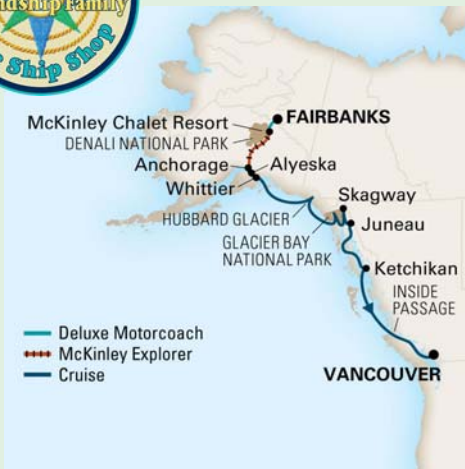 Ship Shop
FAIRBANKS
McKinley Chalet Resort
DENALI NATIONAL PARK
Anchorage
Alyeska
Whittier
Skagway
HUBBARD GLACIER
Juneau
GLACIER BAY
NATIONAL PARK
Ketchikan
INSIDE
PASSAGE
Deluxe Motorcoach
McKinley Explorer
Cruise
VANCOUVER